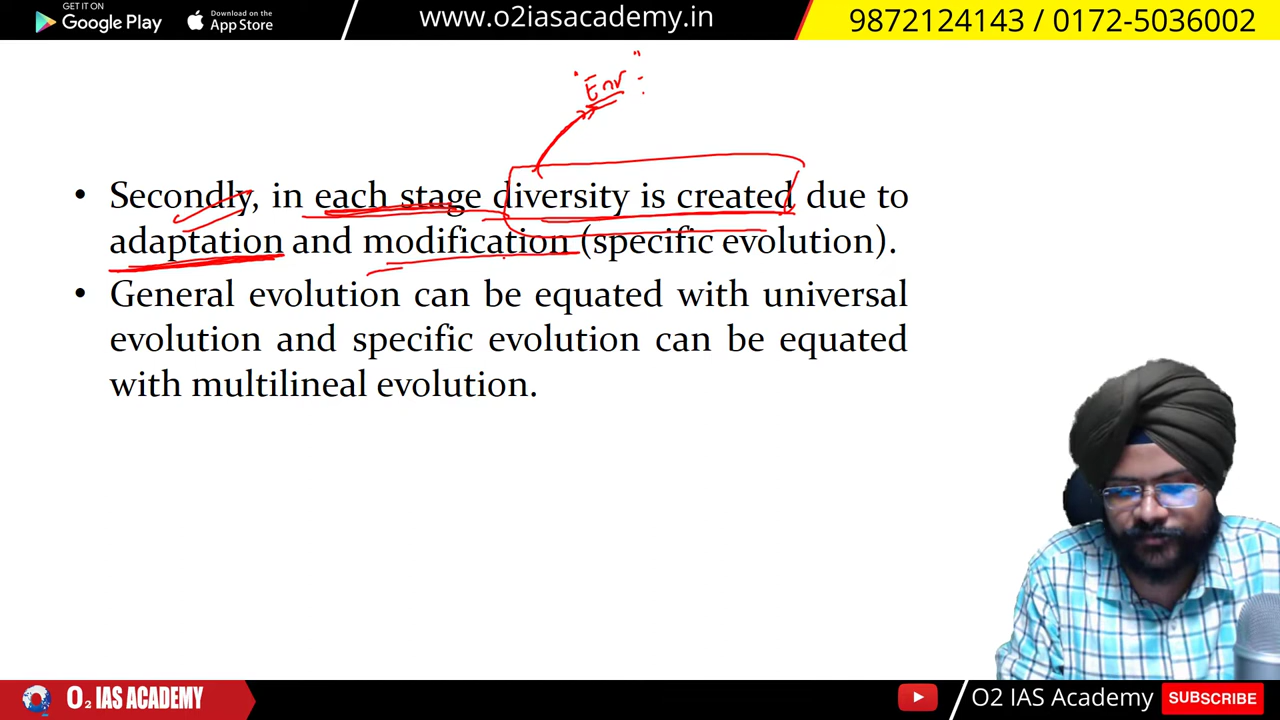 GET IT ON
Google Play
Download on the
App Store
www.o2iasacademy.in
9872124143 / 0172-5036002
"Env" :
• Secondly, in each stage diversity is created due to
adaptation and modification (specific evolution).
• General evolution can be equated with universal
evolution and specific evolution can be equated
with multilineal evolution.
O2 IAS ACADEMY
O2 IAS Academy
SUBSCRIBE